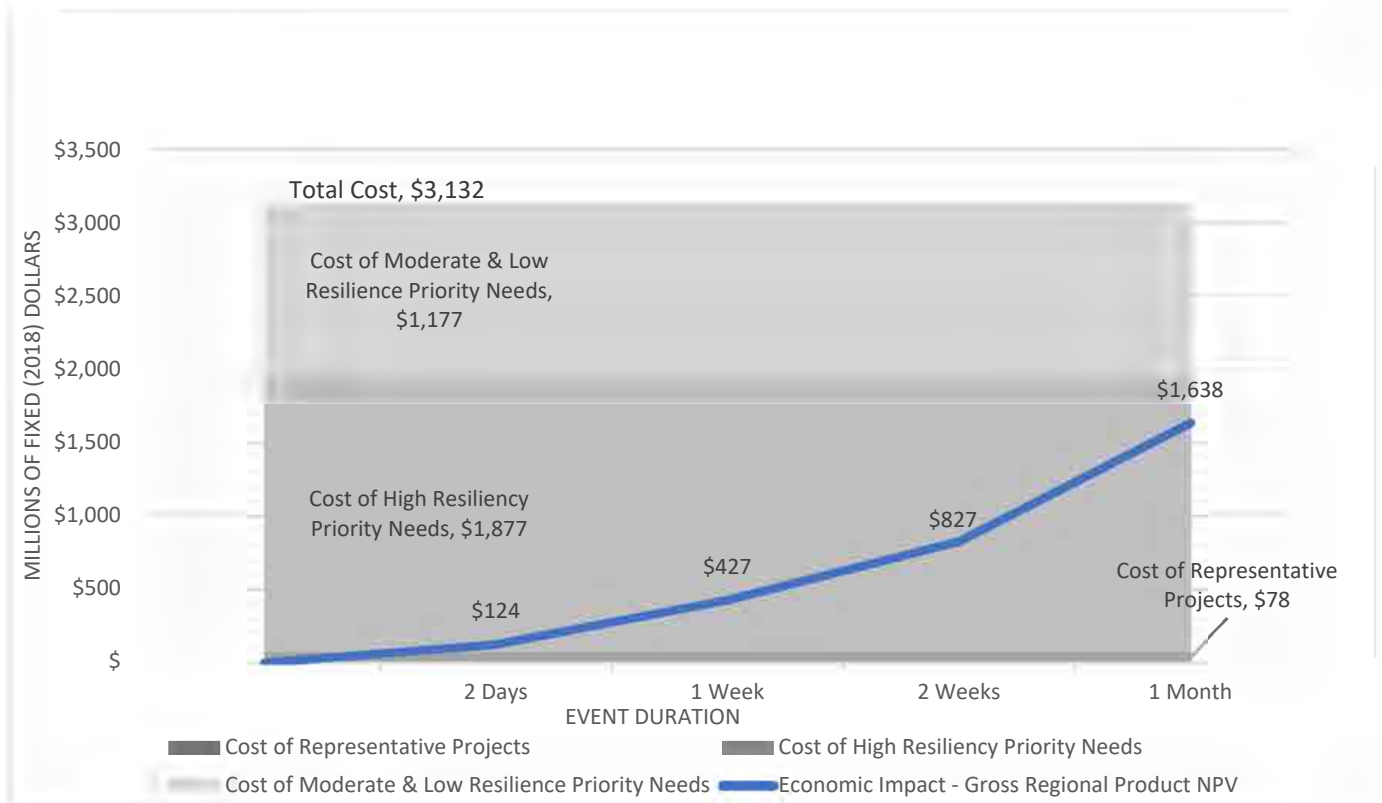 $3,500
Total Cost, $3,132
$3,000
Cost of Moderate & Low
Resilience Priority Needs,
$1,177
$2,500
$2,000
$1,638
$1,500
Cost of High Resiliency
Priority Needs, $1,877
$1,000
$827
$427
Cost of Representative
Projects, $78
$500
$124
$
MILLIONS OF FIXED (2018) DOLLARS
2 Days
1 Week
2 Weeks
1 Month
EVENT DURATION
Cost of Representative Projects
Cost of High Resiliency Priority Needs
Cost of Moderate & Low Resilience Priority Needs
Economic Impact - Gross Regional Product NPV